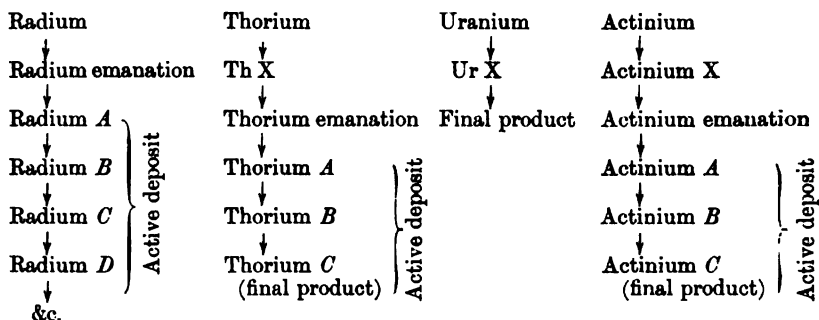 Radium Thorium Uranium Actinium
Radium emanation Th X Ur X Actinium X
Radium A Thorium emanation Final product Actinium emanation
Radium B Thorium A Actinium A
Radium C Thorium B Actinium B
Radium D Thorium C Actinium C
(final product) (final product)
&c.
Active deposit
Active deposit
Active deposit